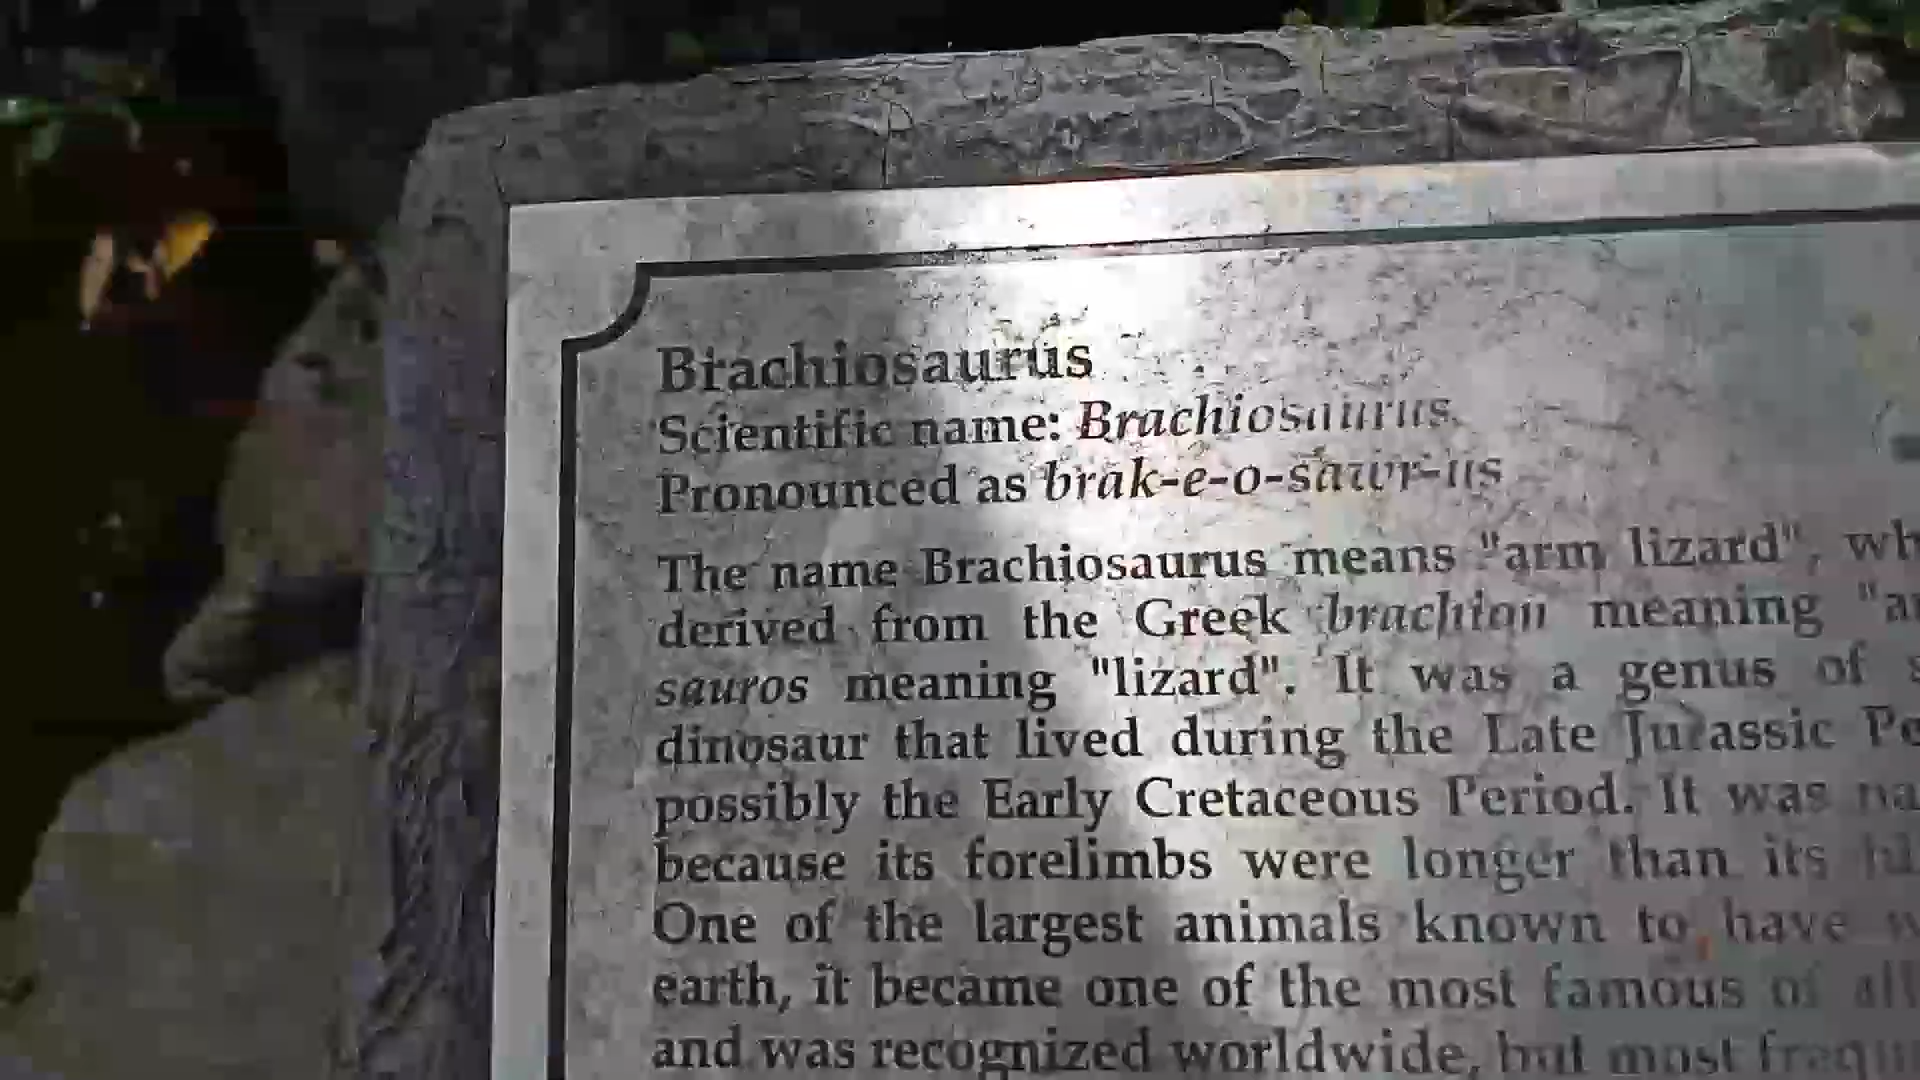 Brachiosaurus
Scientific name: Brachiosaurus
Pronounced as brak-e-o-sawr-us
The name Brachiosaurus means "arm lizard",
derived from the Greek brachion meaning
sauros meaning "lizard". It was a genus of
dinosaur that lived during the Late Jurassic
possibly the Early Cretaceous Period. It was
because its forelimbs were longer than its
One of the largest animals known to have
earth, it became one of the most famous of all
and was recognized worldwide, but most